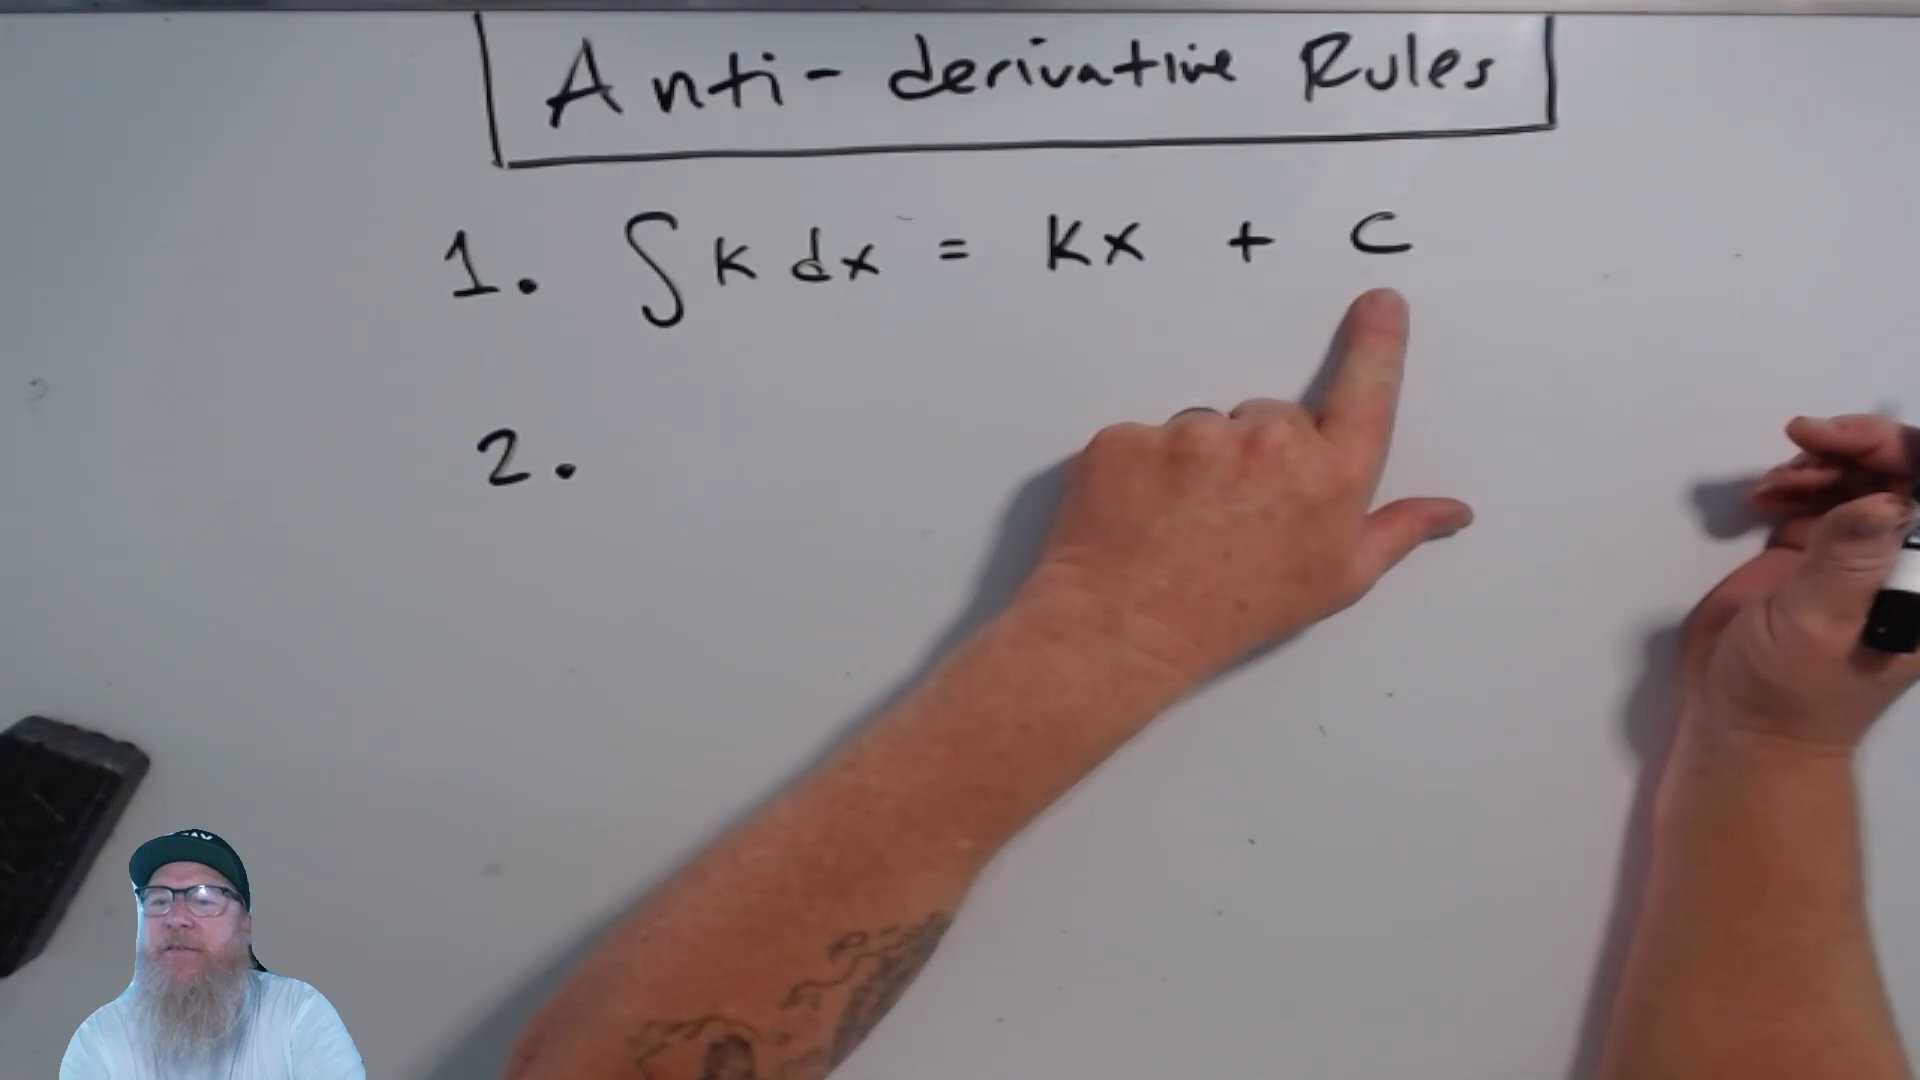 Anti-derivative Rules
1. ∫ k dx = kx + c
2.